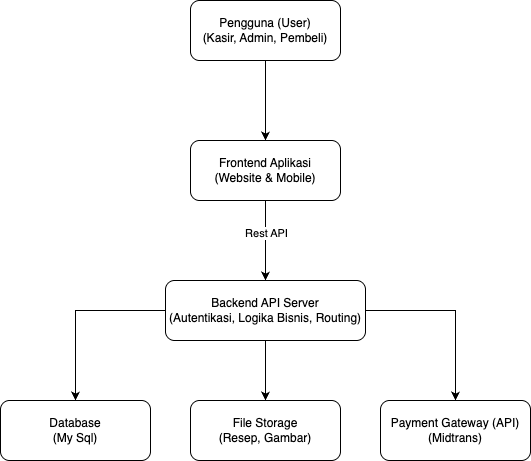 Pengguna (User)
(Kasir, Admin, Pembeli)
Frontend Aplikasi
(Website & Mobile)
Rest API
Backend API Server
(Autentikasi, Logika Bisnis, Routing)
Database
(My Sql)
File Storage
(Resep, Gambar)
Payment Gateway (API)
(Midtrans)